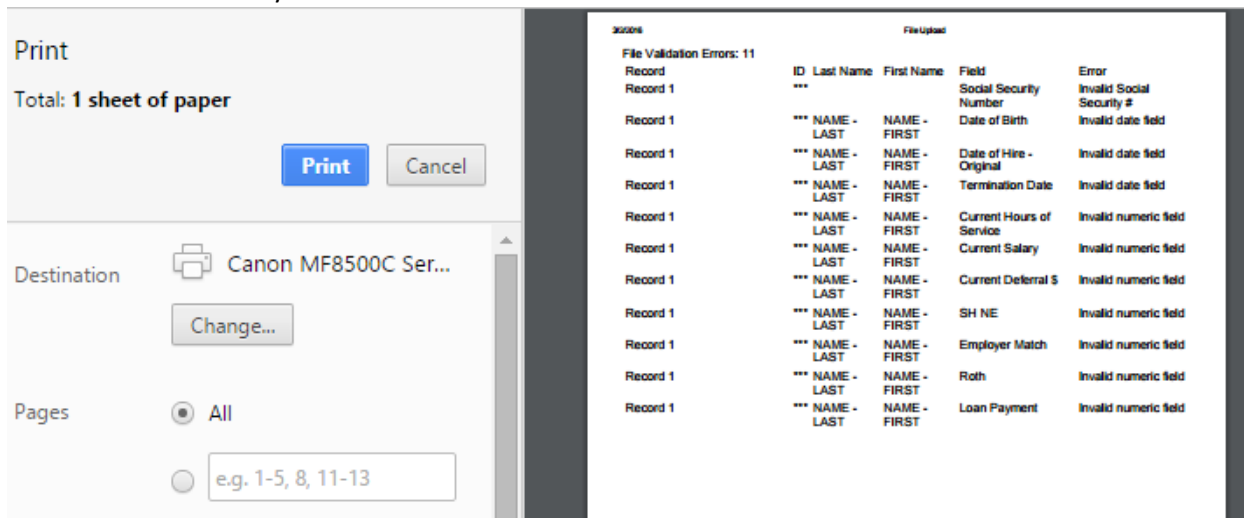 Print
Total: 1 sheet of paper
Print Cancel
Destination Canon MF8500C Ser...
Change...
Pages All
e.g. 1-5, 8, 11-13
File Upload
File Validation Errors: 11
Record ID Last Name First Name Field Error
Record 1 *** Social Security Invalid Social
Number Security #
Record 1 *** NAME - NAME - Date of Birth Invalid date field
LAST FIRST
Record 1 *** NAME - NAME - Date of Hire - Invalid date field
LAST FIRST Original
Record 1 *** NAME - NAME - Termination Date Invalid date field
LAST FIRST
Record 1 *** NAME - NAME - Current Hours of Invalid numeric field
LAST FIRST Service
Record 1 *** NAME - NAME - Current Salary Invalid numeric field
LAST FIRST
Record 1 *** NAME - NAME - Current Deferral $ Invalid numeric field
LAST FIRST
Record 1 *** NAME - NAME - SH NE Invalid numeric field
LAST FIRST
Record 1 *** NAME - NAME - Employer Match Invalid numeric field
LAST FIRST
Record 1 *** NAME - NAME - Roth Invalid numeric field
LAST FIRST
Record 1 *** NAME - NAME - Loan Payment Invalid numeric field
LAST FIRST